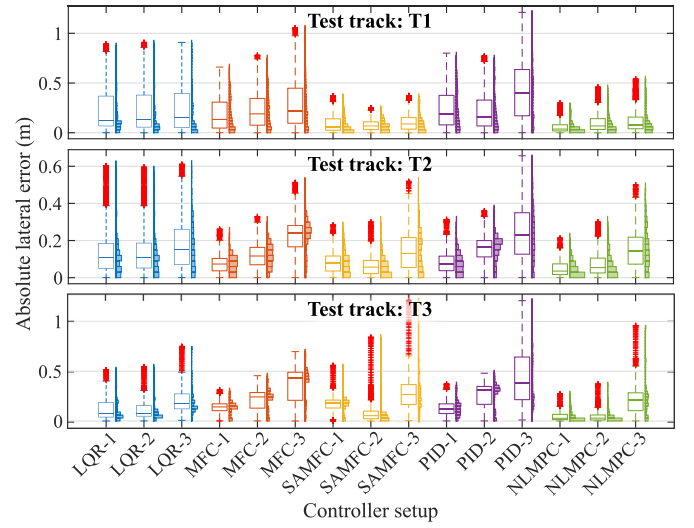 Test track: T1
1
0.5
0
Test track: T2
0.6
0.4
0.2
0
Absolute lateral error (m)
Test track: T3
1
0.5
0
LQR-1
LQR-2
LQR-3
MFC-1
MFC-2
MFC-3
SAMFC-1
SAMFC-2
SAMFC-3
PID-1
PID-2
PID-3
NLMPC-1
NLMPC-2
NLMPC-3
Controller setup